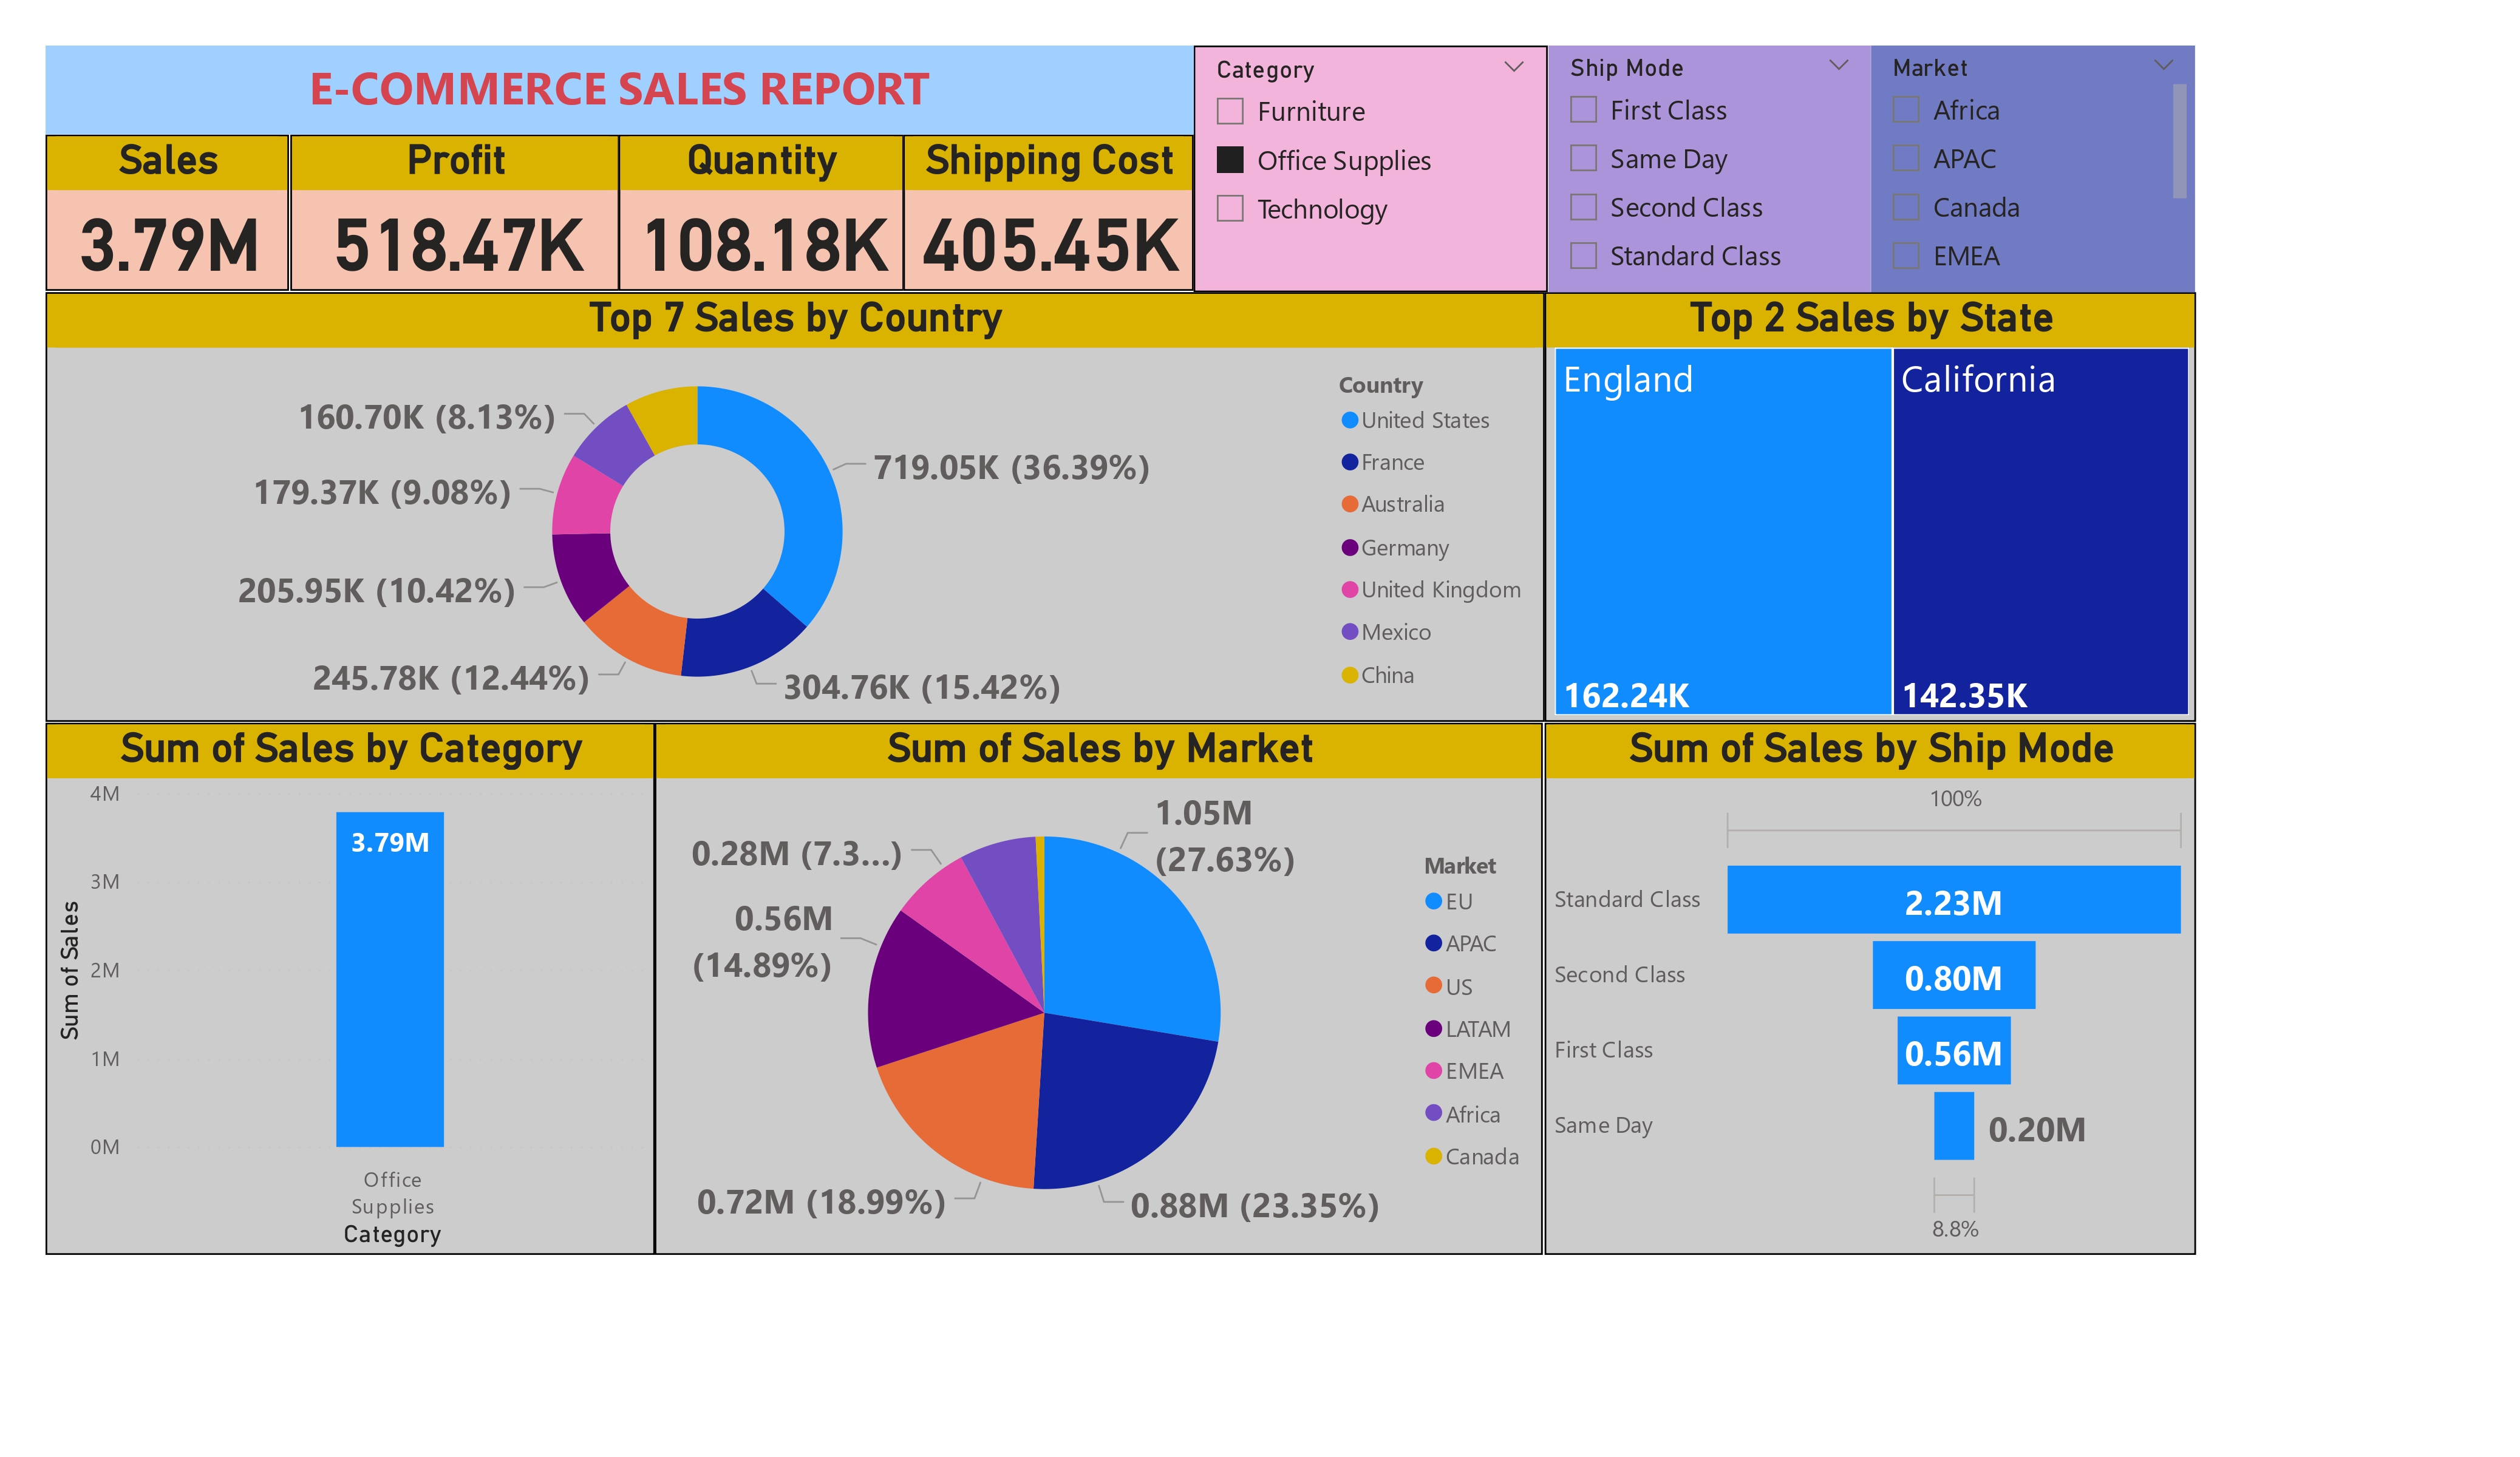 E-COMMERCE SALES REPORT
Sales
3.79M
Profit
518.47K
Quantity
108.18K
Shipping Cost
405.45K
Category
Furniture
Office Supplies
Technology
Ship Mode
First Class
Same Day
Second Class
Standard Class
Market
Africa
APAC
Canada
EMEA
Top 7 Sales by Country
160.70K (8.13%)
179.37K (9.08%)
205.95K (10.42%)
245.78K (12.44%)
719.05K (36.39%)
304.76K (15.42%)
Country
United States
France
Australia
Germany
United Kingdom
Mexico
China
Top 2 Sales by State
England
162.24K
California
142.35K
Sum of Sales by Category
Sum of Sales
4M
3M
2M
1M
0M
3.79M
Office
Supplies
Category
Sum of Sales by Market
1.05M
(27.63%)
0.28M (7.3...)
0.56M
(14.89%)
0.72M (18.99%)
0.88M (23.35%)
Market
EU
APAC
US
LATAM
EMEA
Africa
Canada
Sum of Sales by Ship Mode
100%
Standard Class
2.23M
Second Class
0.80M
First Class
0.56M
Same Day
0.20M
8.8%